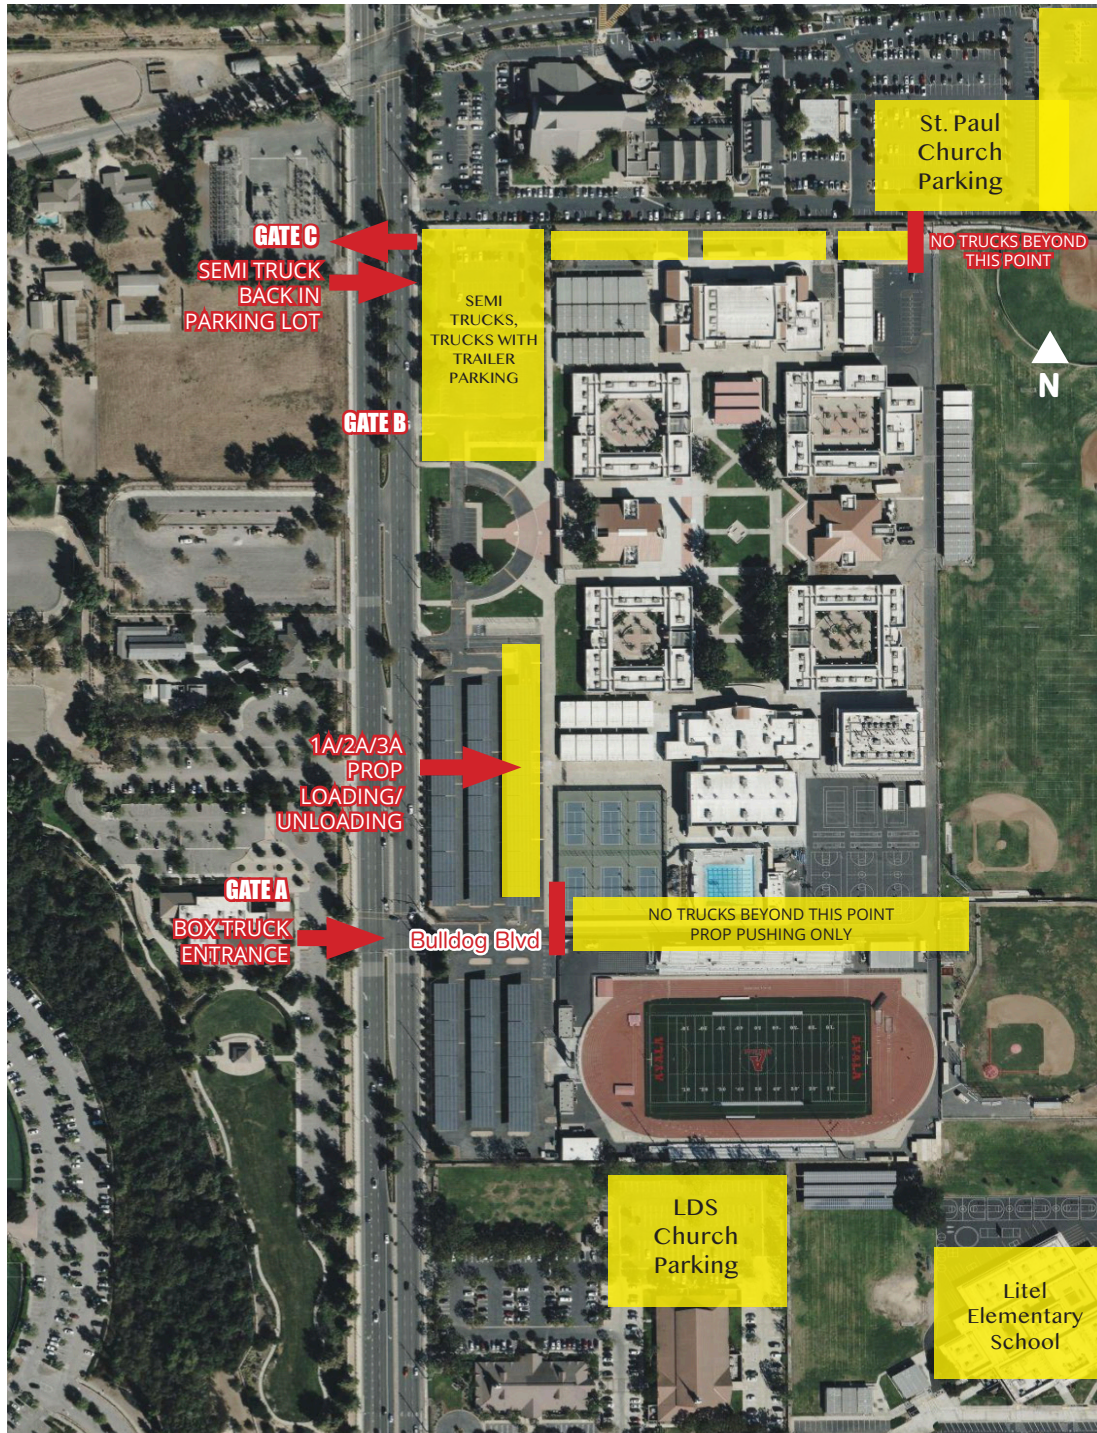 St. Paul
Church
Parking
GATE C
NO TRUCKS BEYOND
THIS POINT
SEMI TRUCK
BACK IN
PARKING LOT
SEMI
TRUCKS,
TRUCKS WITH
TRAILER
PARKING
N
GATE B
1A/2A/3A
PROP
LOADING/
UNLOADING
GATE A
BOX TRUCK
ENTRANCE
Bulldog Blvd
NO TRUCKS BEYOND THIS POINT
PROP PUSHING ONLY
AYALA
A
AYALA
LDS
Church
Parking
Litel
Elementary
School